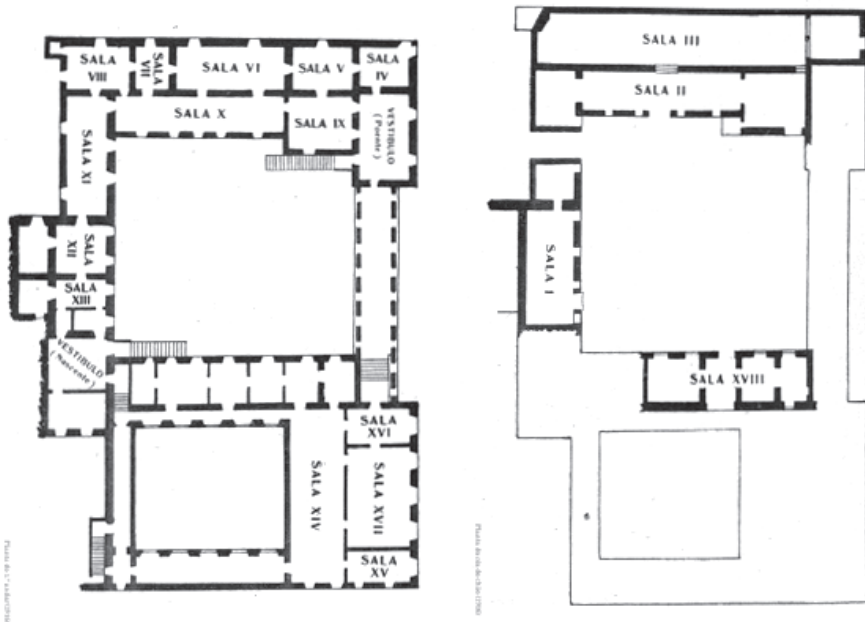 SALA
VIII
SALA
VII
SALA VI
SALA V
SALA
IV
SALA X
SALA IX
VESTIBULO
(Poente)
SALA XI
SALA
XII
SALA
XIII
VESTIBULO
(Nascente)
SALA XIV
SALA
XVI
SALA
XVII
SALA
XV
SALA III
SALA II
SALA I
SALA XVIII